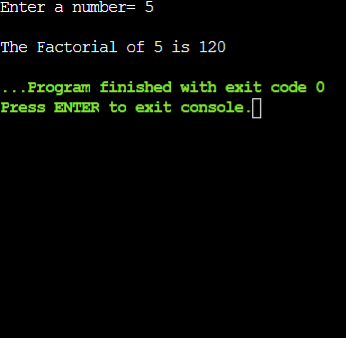 Enter a number= 5
The Factorial of 5 is 120
...Program finished with exit code 0
Press ENTER to exit console.